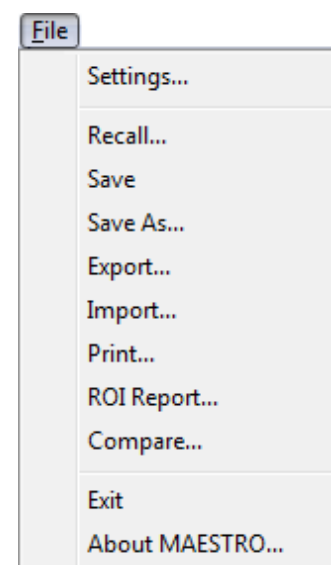 File
Settings...
Recall...
Save
Save As...
Export...
Import...
Print...
ROI Report...
Compare...
Exit
About MAESTRO...